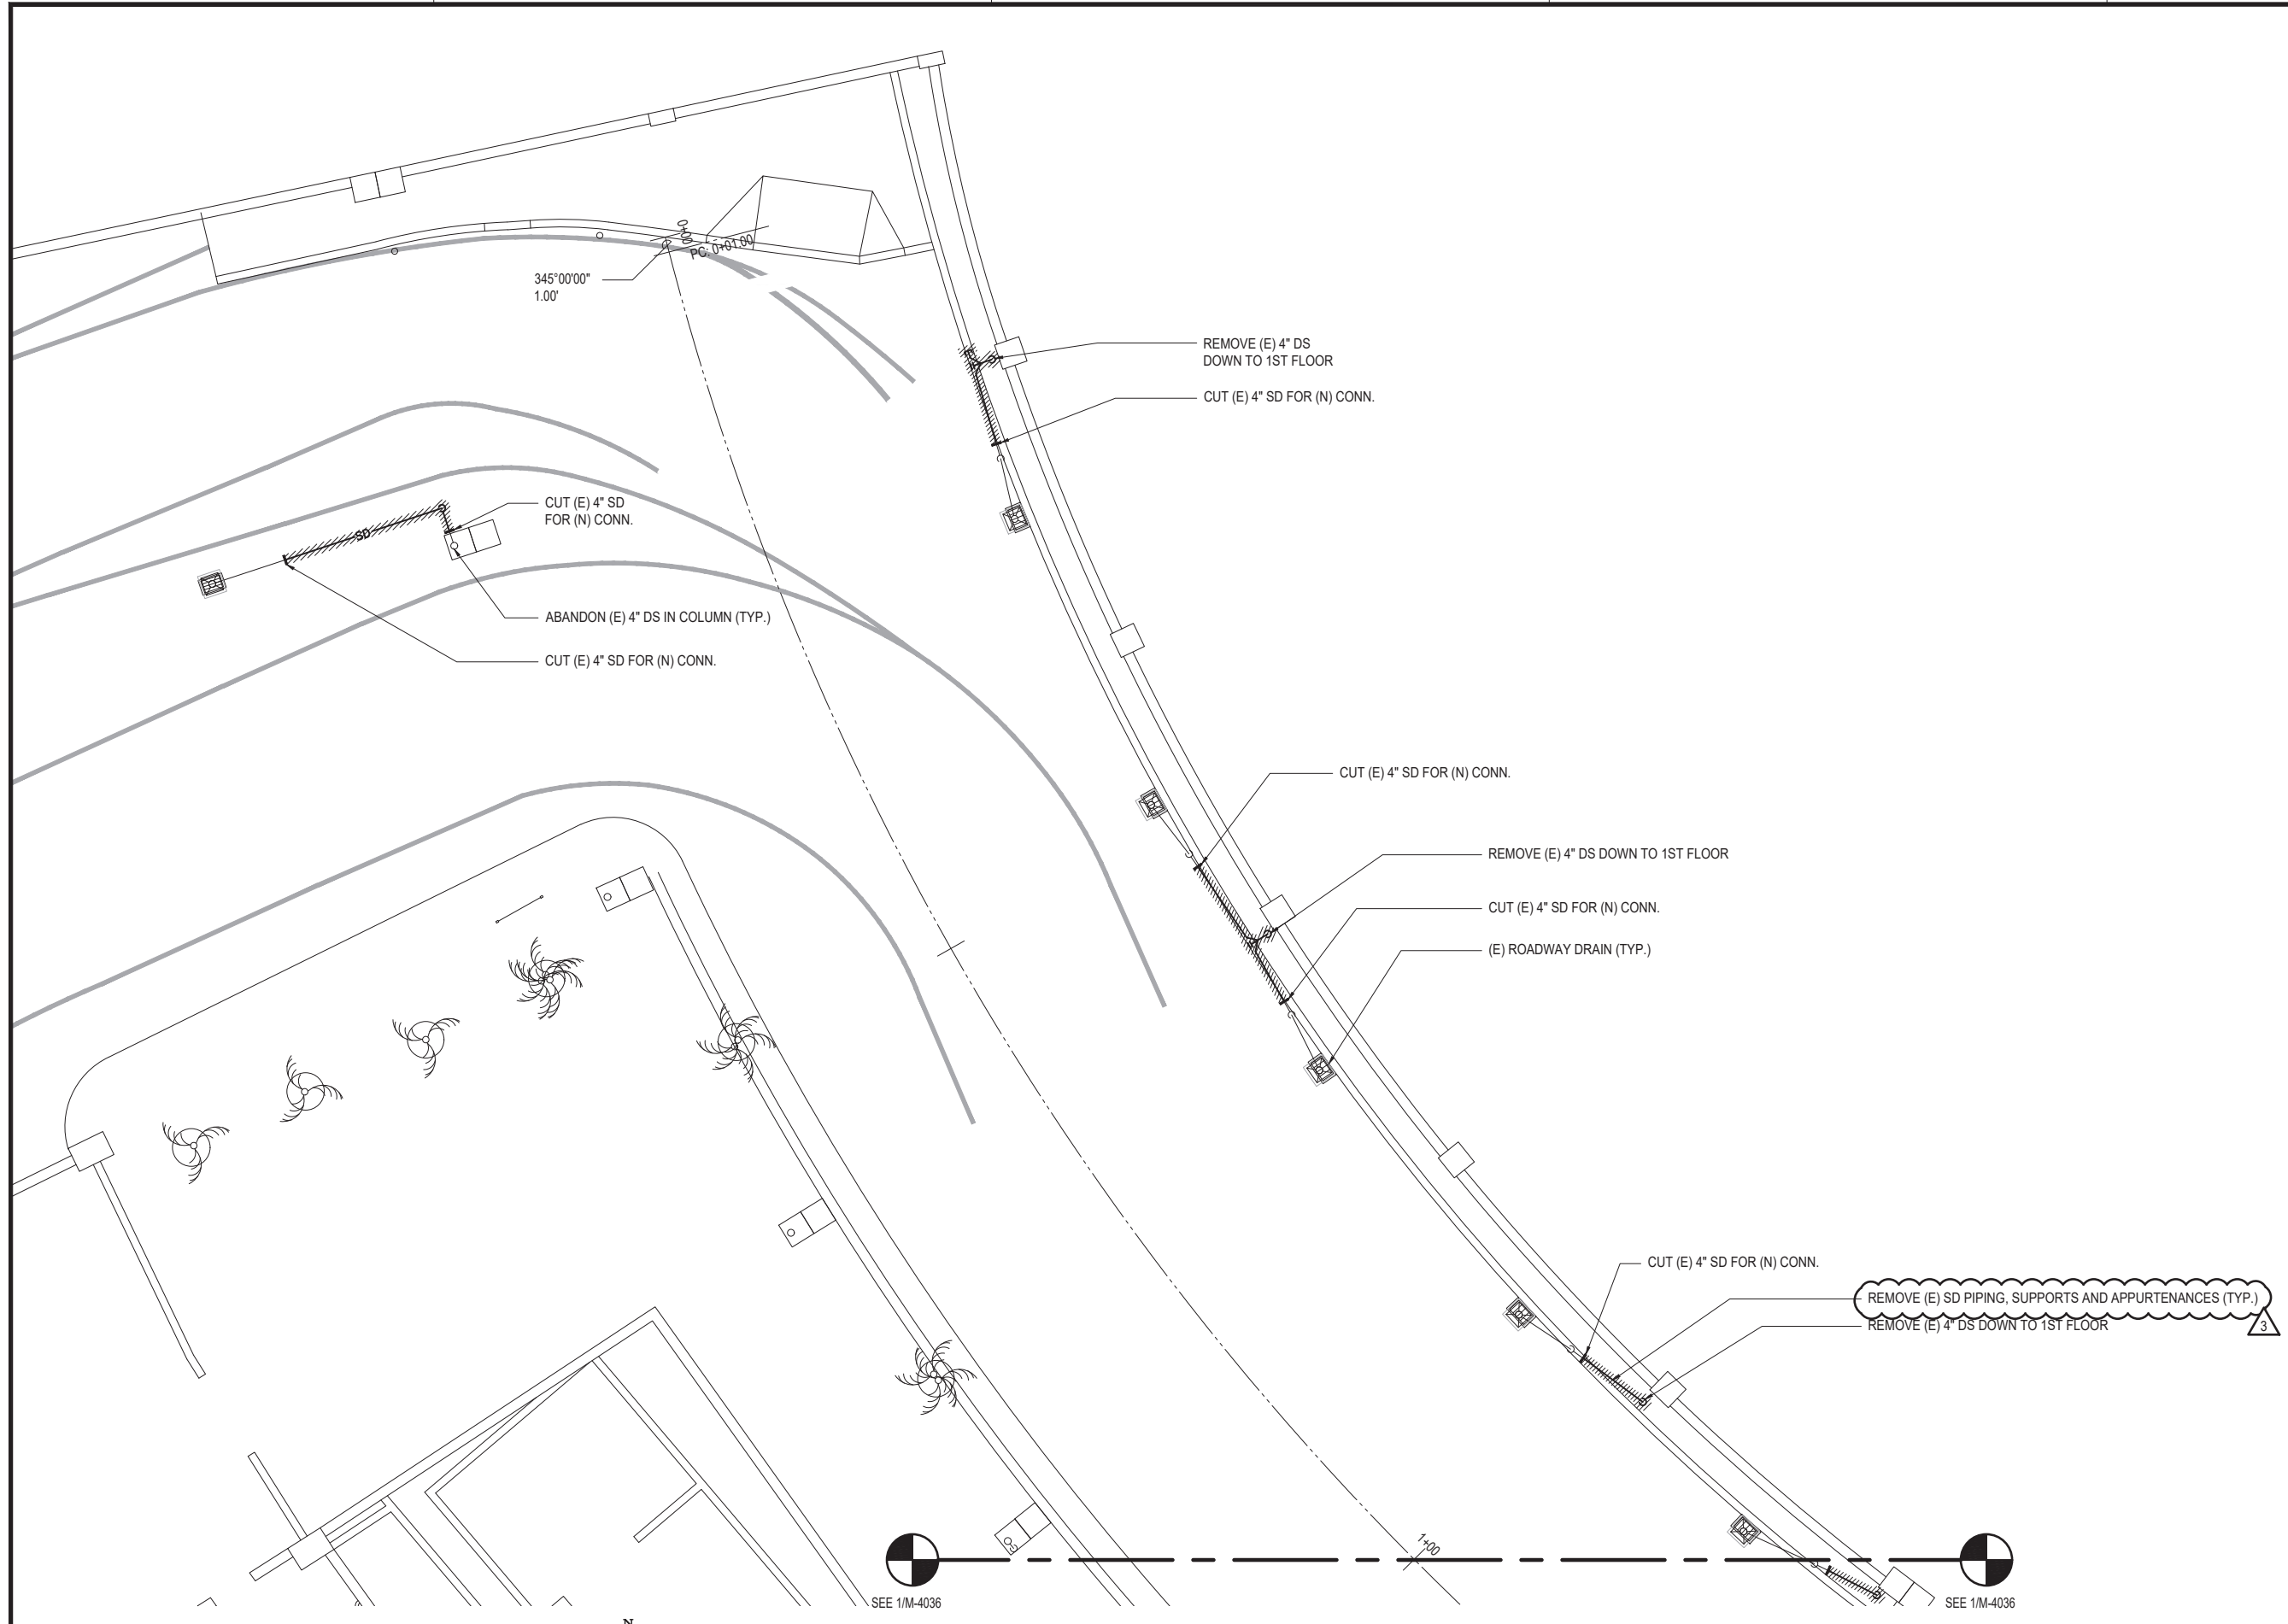 0+00
PC: 0+01.00
345°00'00"
1.00'
REMOVE (E) 4" DS
DOWN TO 1ST FLOOR
CUT (E) 4" SD FOR (N) CONN.
CUT (E) 4" SD
FOR (N) CONN.
SD
ABANDON (E) 4" DS IN COLUMN (TYP.)
CUT (E) 4" SD FOR (N) CONN.
CUT (E) 4" SD FOR (N) CONN.
REMOVE (E) 4" DS DOWN TO 1ST FLOOR
CUT (E) 4" SD FOR (N) CONN.
(E) ROADWAY DRAIN (TYP.)
CUT (E) 4" SD FOR (N) CONN.
REMOVE (E) SD PIPING, SUPPORTS AND APPURTENANCES (TYP.)
REMOVE (E) 4" DS DOWN TO 1ST FLOOR
3
1+00
SEE 1/M-4036
SEE 1/M-4036
N